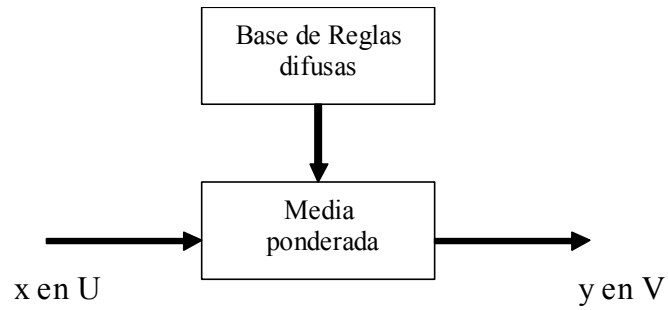 Base de Reglas
difusas
Media
ponderada
x en U
y en V